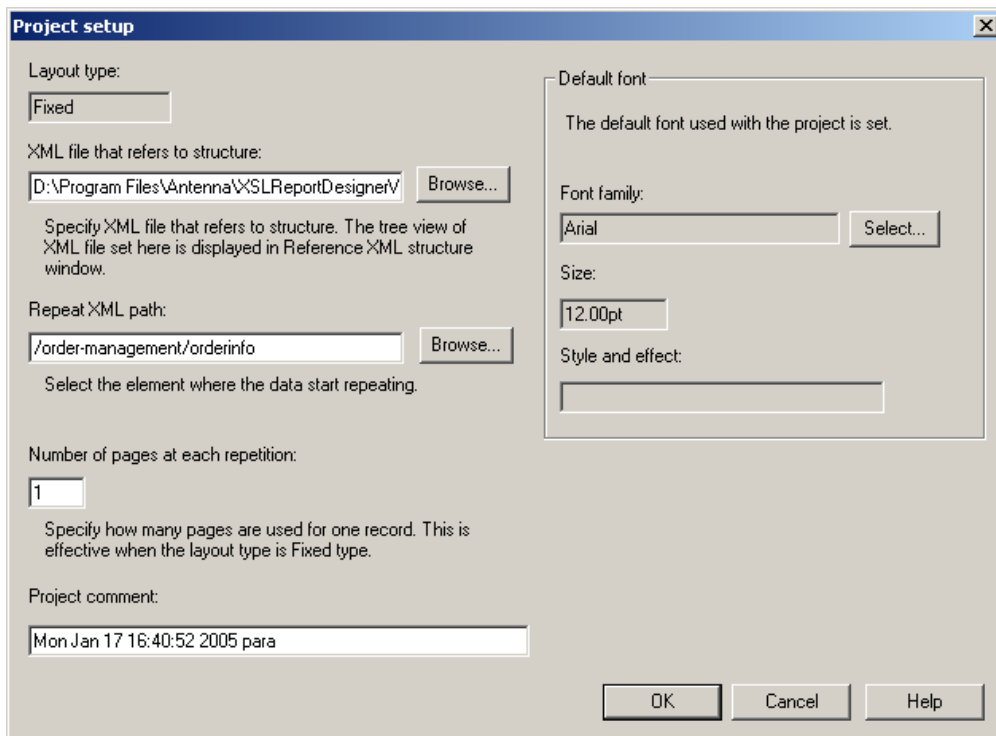 Project setup
Layout type:
Fixed
XML file that refers to structure:
D:\Program Files\Antenna\XSLReportDesignerV
Browse...
Specify XML file that refers to structure. The tree view of
XML file set here is displayed in Reference XML structure
window.
Repeat XML path:
/order-management/orderinfo
Browse...
Select the element where the data start repeating.
Number of pages at each repetition:
1
Specify how many pages are used for one record. This is
effective when the layout type is Fixed type.
Project comment:
Mon Jan 17 16:40:52 2005 para
Default font
The default font used with the project is set.
Font family:
Arial
Select...
Size:
12.00pt
Style and effect:
OK
Cancel
Help